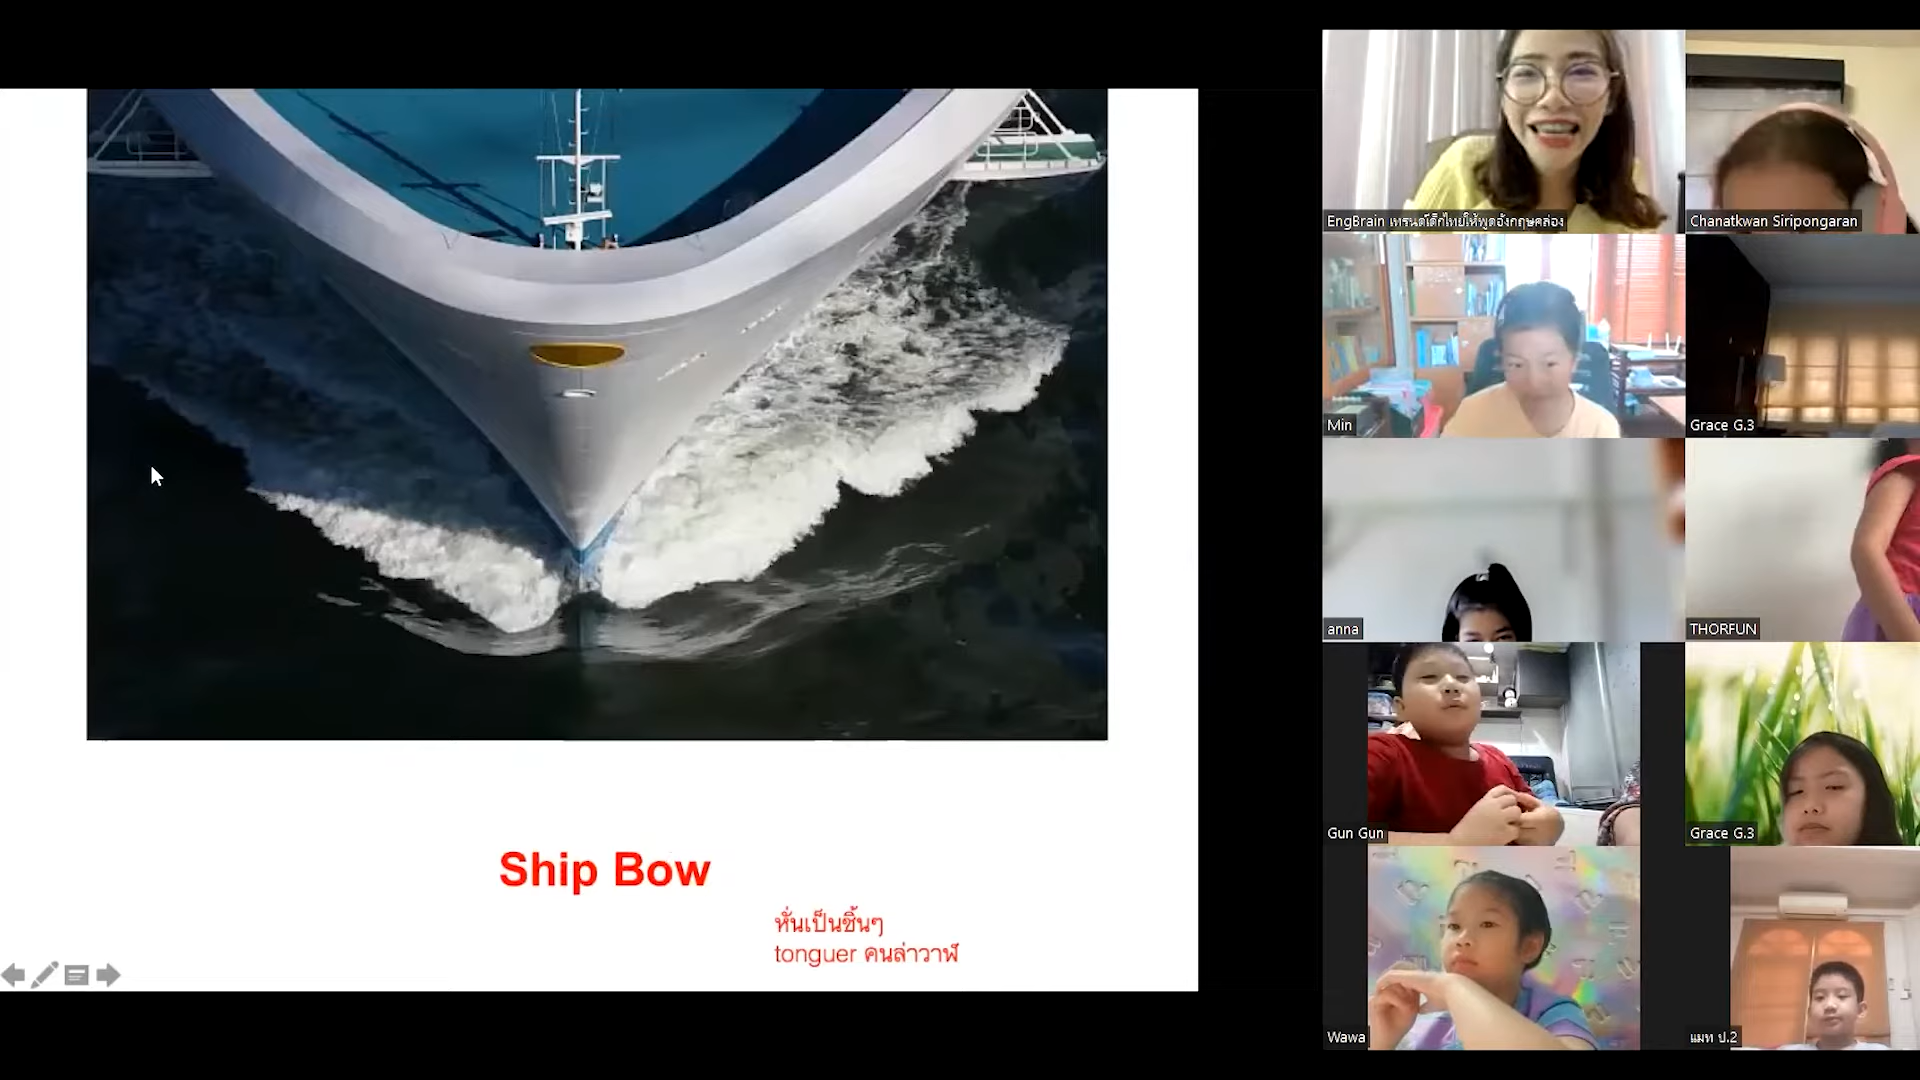 Ship Bow
หั่นเป็นชิ้นๆ
tonguer คนล่าวาฬ
EngBrain เทรนด์เด็กไทยให้พูดอังกฤษคล่อง
Chanatkwan Siripongaran
Min
Grace G.3
anna
THORFUN
Gun Gun
Grace G.3
Wawa
แมท ป.2